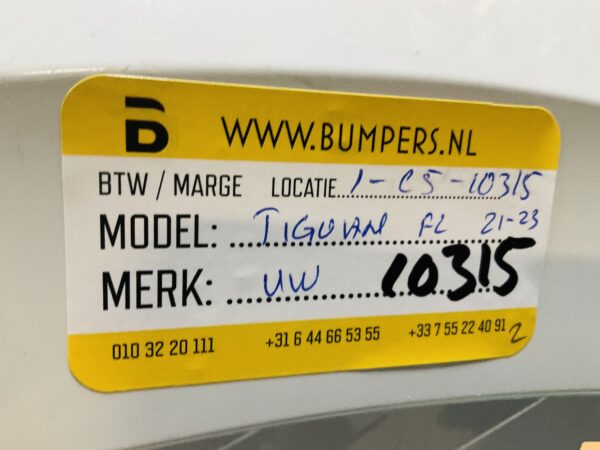 WWW.BUMPERS.NL
BTW / MARGE LOCATIE...1-C5-10315
MODEL: ...TIGUAN FL 21-23
MERK: ...VW 10315
010 32 20 111 +31 6 44 66 53 55 +33 7 55 22 40 91 2